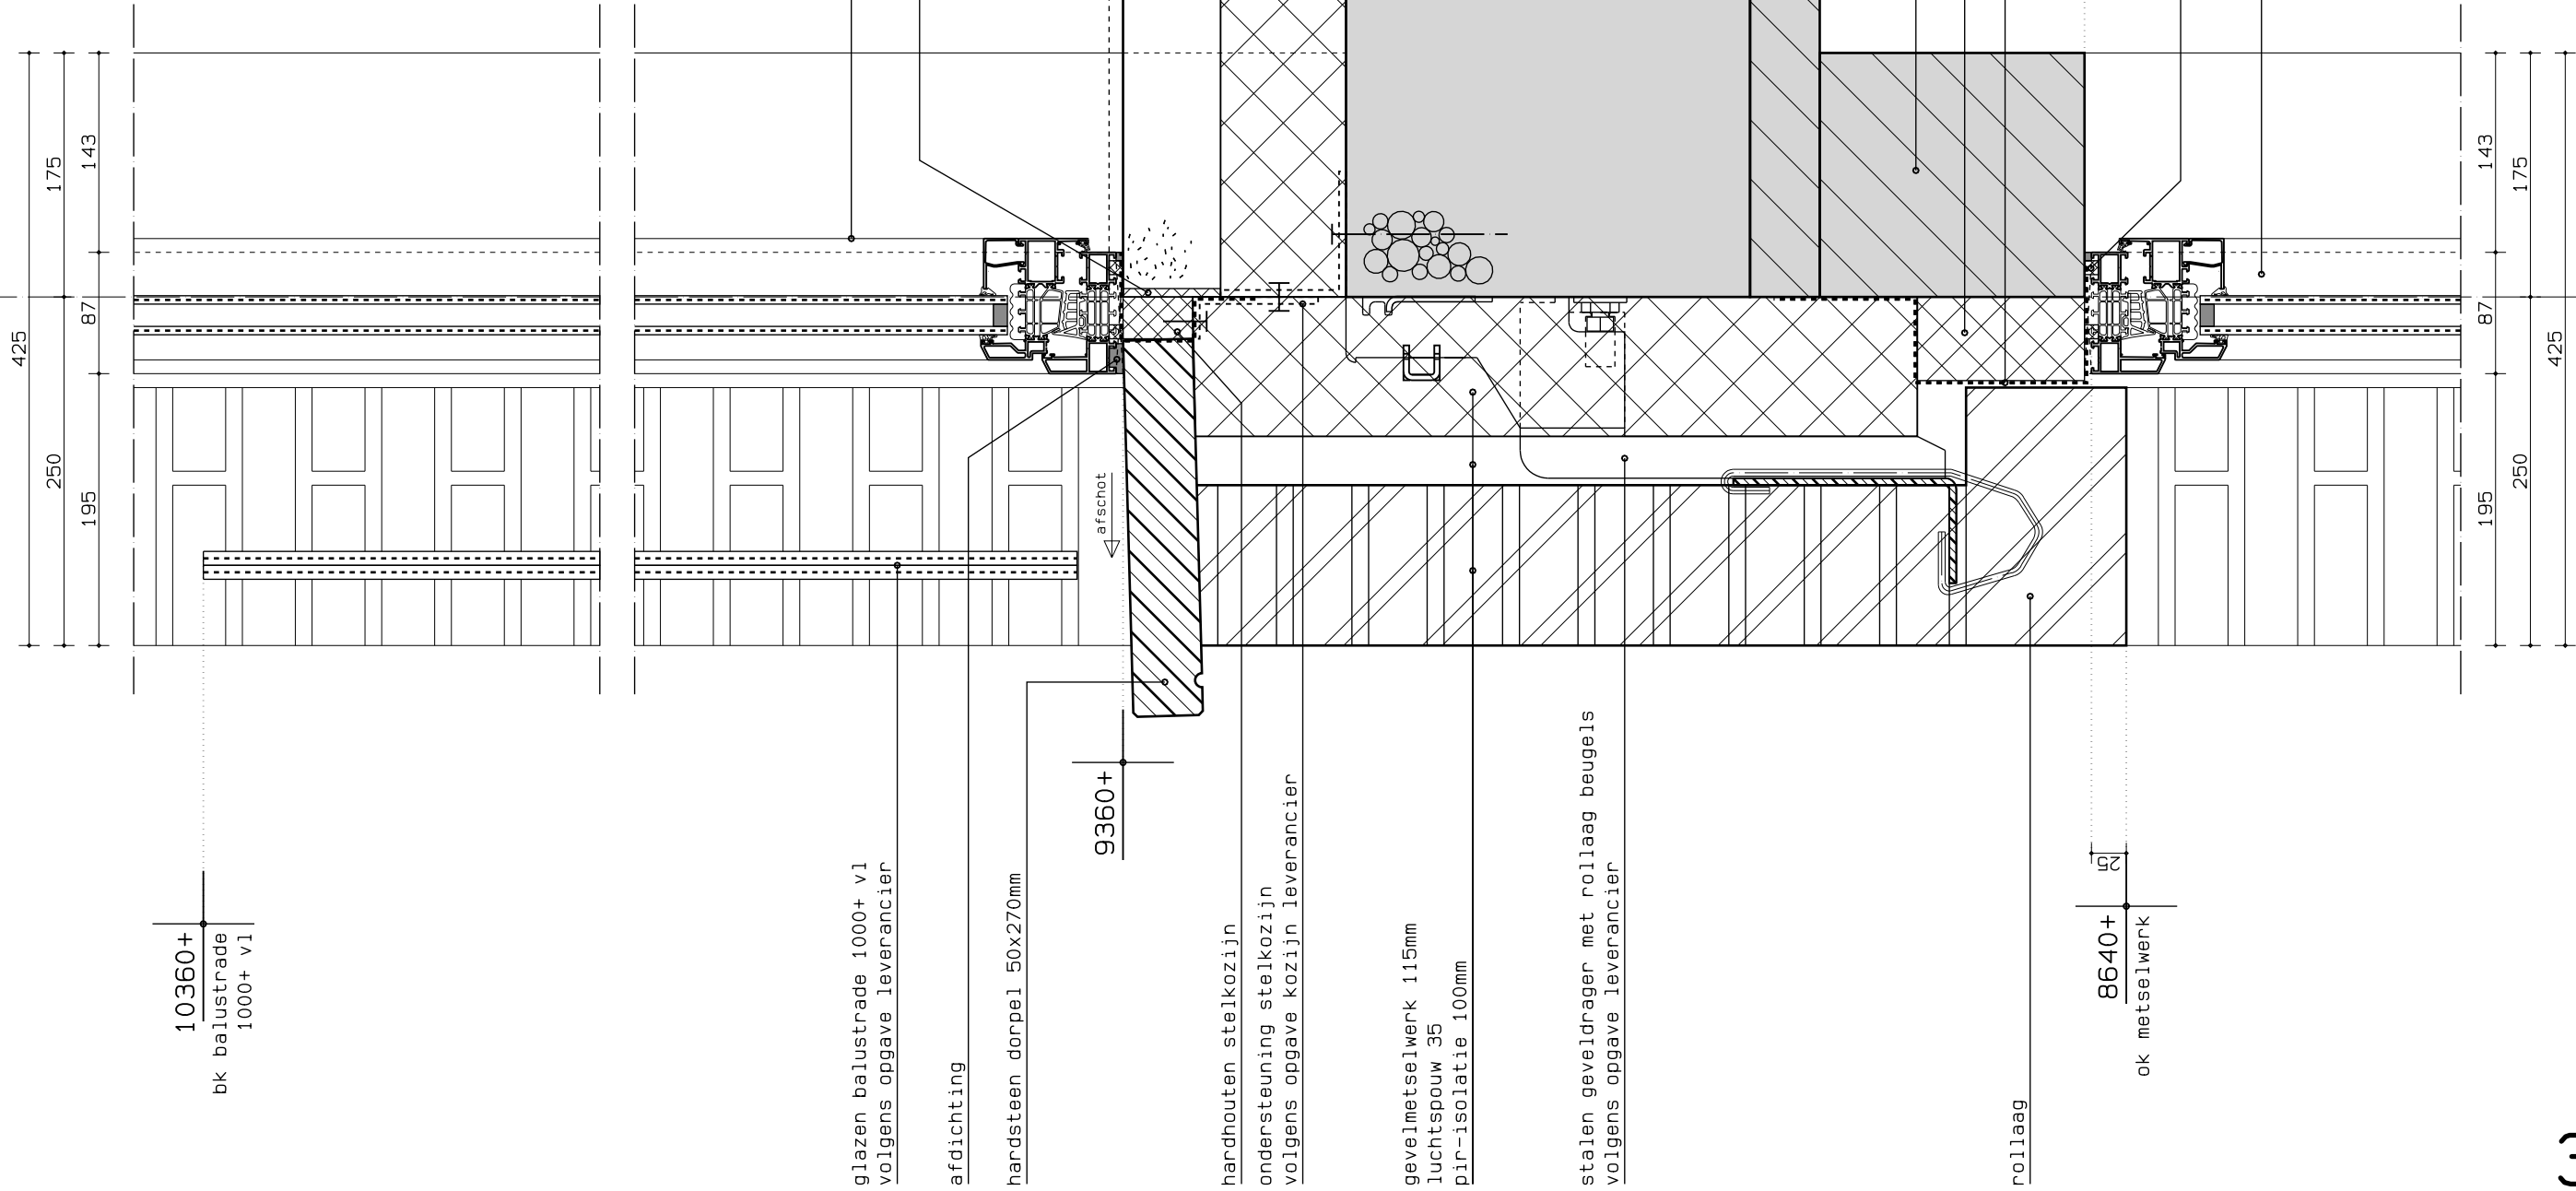 425
175
143
87
250
195
143
175
87
425
195
250
afschot
25
10360+
bk balustrade
1000+ vl
glazen balustrade 1000+ vl
volgens opgave leverancier
afdichting
hardsteen dorpel 50x270mm
9360+
hardhouten stelkozijn
ondersteuning stelkozijn
volgens opgave kozijn leverancier
gevelmetselwerk 115mm
luchtspouw 35
pir-isolatie 100mm
stalen geveldrager met rollaag beugels
volgens opgave leverancier
rollaag
8640+
ok metselwerk